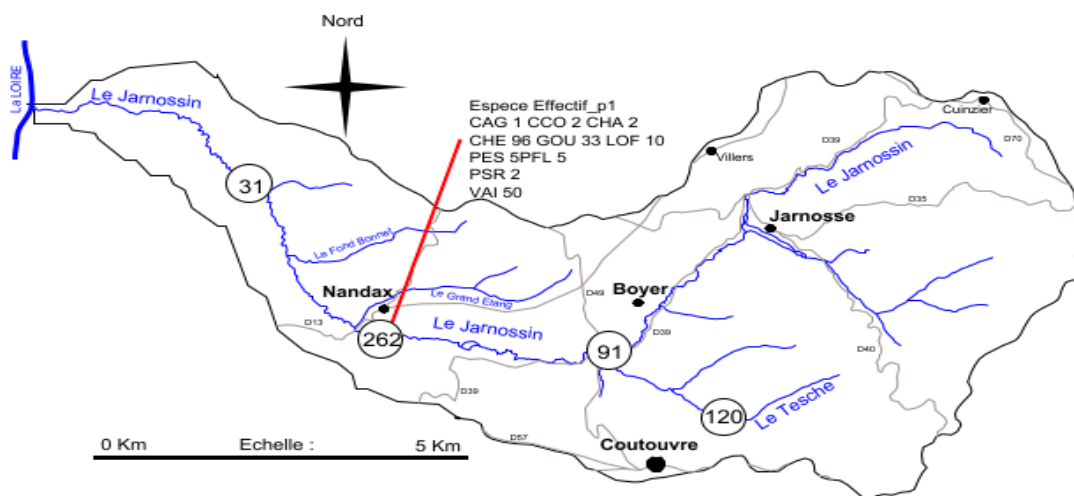 Nord
La LOIRE
Le Jarnossin
Espece Effectif_p1
CAG 1 CCO 2 CHA 2
CHE 96 GOU 33 LOF 10
PES 5PFL 5
PSR 2
VAI 50
Cuinzier
D70
D39
Villers
Le Jarnossin
D35
31
Jarnosse
Le Fond Bonnet
Nandax
Le Grand Etang
D49
Boyer
D13
262
Le Jarnossin
D39
91
D40
D39
120
Le Tesche
0 Km Echelle : 5 Km
D57
Coutouvre